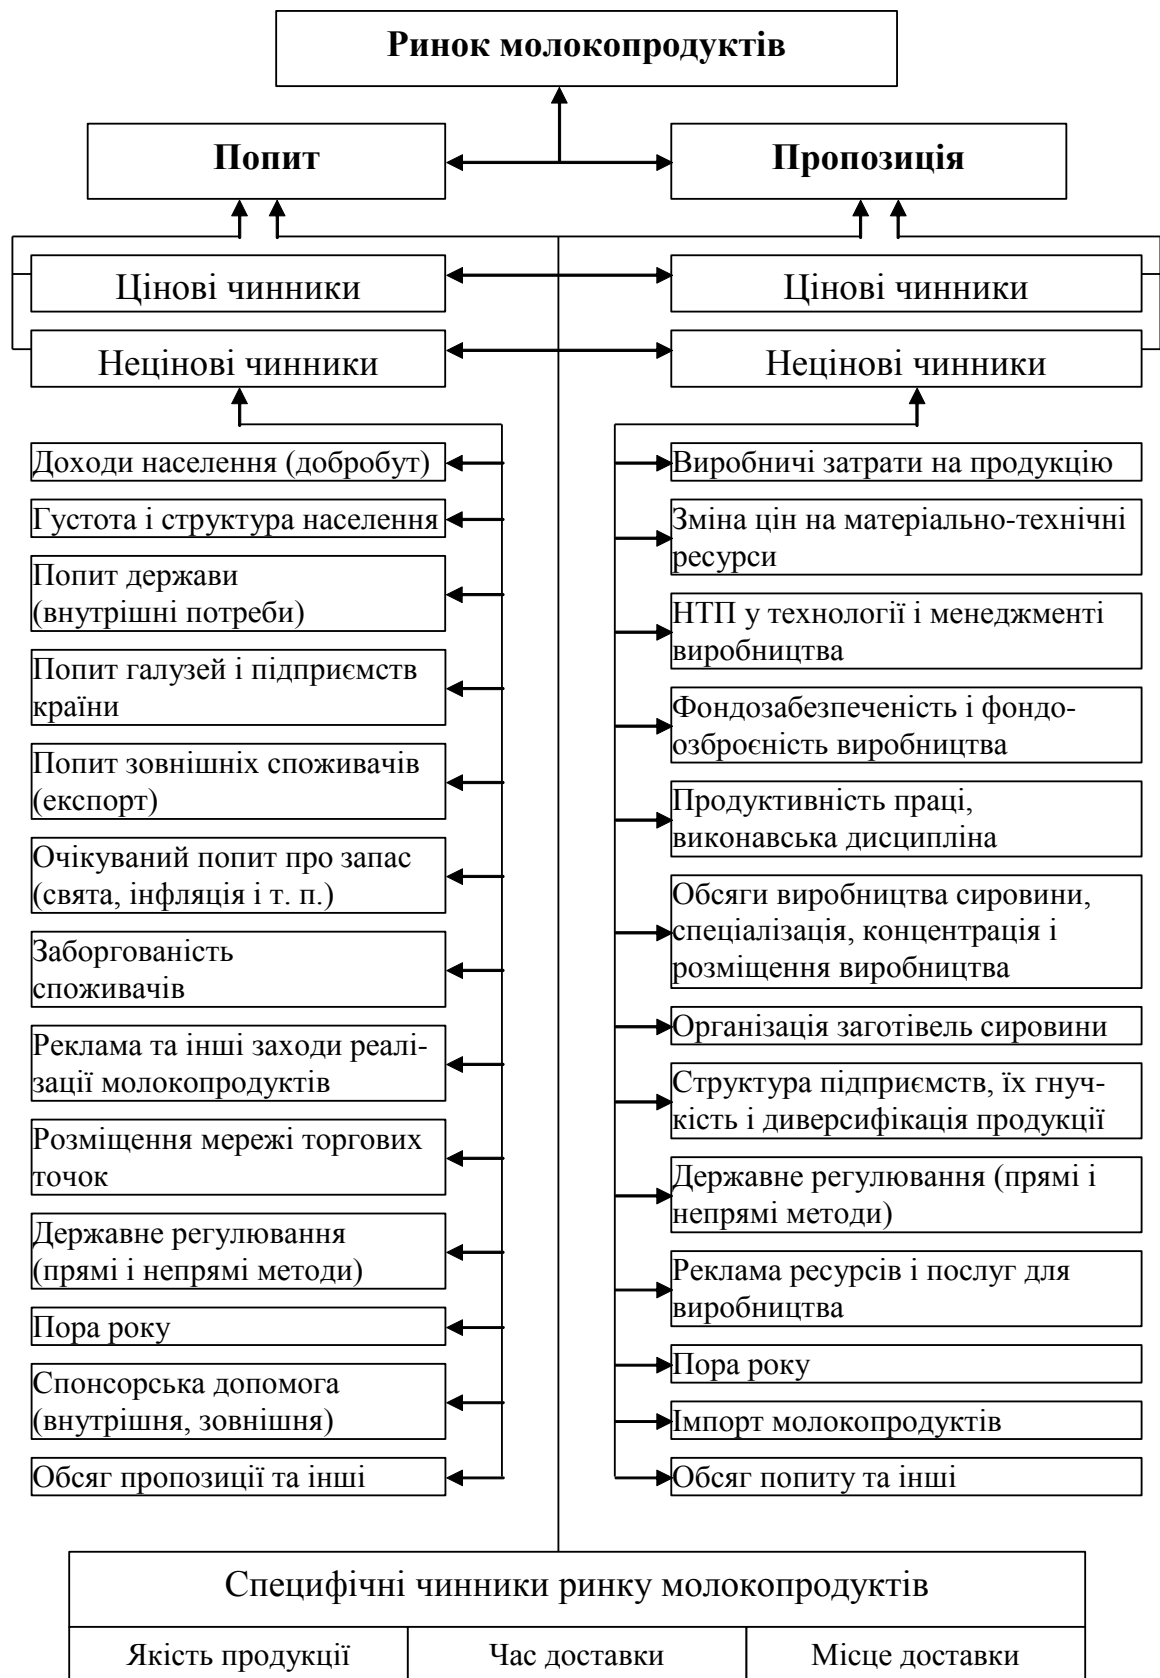 Ринок молокопродуктів
Попит
Пропозиція
Цінові чинники
Цінові чинники
Нецінові чинники
Нецінові чинники
Доходи населення (добробут)
Густота і структура населення
Попит держави
(внутрішні потреби)
Попит галузей і підприємств
країни
Попит зовнішніх споживачів
(експорт)
Очікуваний попит про запас
(свята, інфляція і т. п.)
Заборгованість
споживачів
Реклама та інші заходи реалі-
зації молокопродуктів
Розміщення мережі торгових
точок
Державне регулювання
(прямі і непрямі методи)
Пора року
Спонсорська допомога
(внутрішня, зовнішня)
Обсяг пропозиції та інші
Виробничі затрати на продукцію
Зміна цін на матеріально-технічні
ресурси
НТП у технології і менеджменті
виробництва
Фондозабезпеченість і фондо-
озброєність виробництва
Продуктивність праці,
виконавська дисципліна
Обсяги виробництва сировини,
спеціалізація, концентрація і
розміщення виробництва
Організація заготівель сировини
Структура підприємств, їх гнуч-
кість і диверсифікація продукції
Державне регулювання (прямі і
непрямі методи)
Реклама ресурсів і послуг для
виробництва
Пора року
Імпорт молокопродуктів
Обсяг попиту та інші
Специфічні чинники ринку молокопродуктів
Якість продукції
Час доставки
Місце доставки